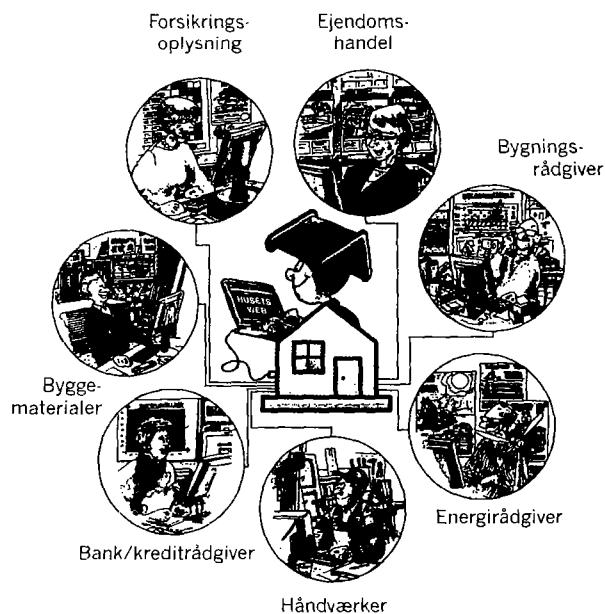 Forsikrings-
oplysning
Ejendoms-
handel
Bygnings-
rådgiver
HUSETS
WEB
Bygge-
materialer
Energirådgiver
Bank/kreditrådgiver
Håndværker